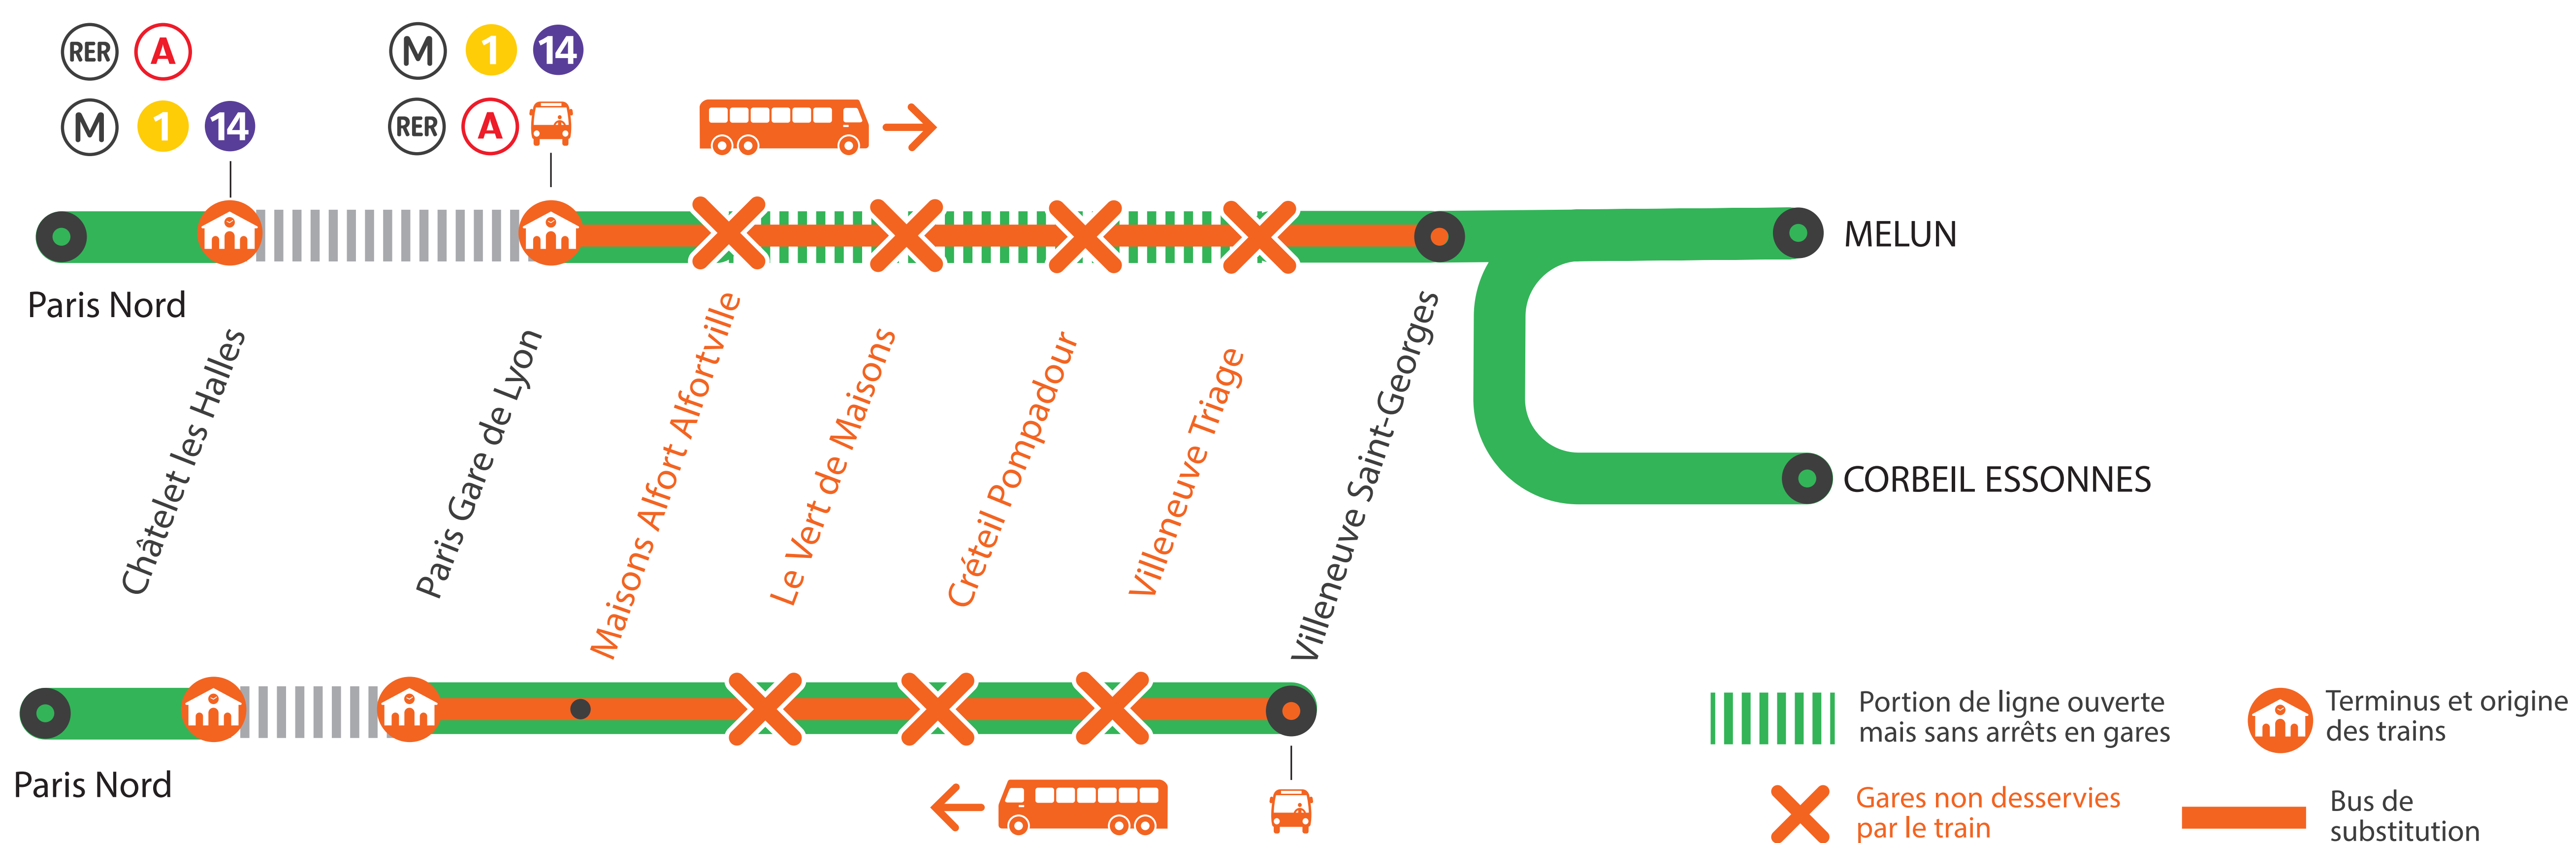 RER A
M 1 14
M 1 14
RER A
MELUN
Paris Nord
Châtelet les Halles
Paris Gare de Lyon
Maisons Alfort Alfortville
Le Vert de Maisons
Créteil Pompadour
Villeneuve Triage
Villeneuve Saint-Georges
CORBEIL ESSONNES
Paris Nord
Portion de ligne ouverte
mais sans arrêts en gares
Terminus et origine
des trains
Gares non desservies
par le train
Bus de
substitution